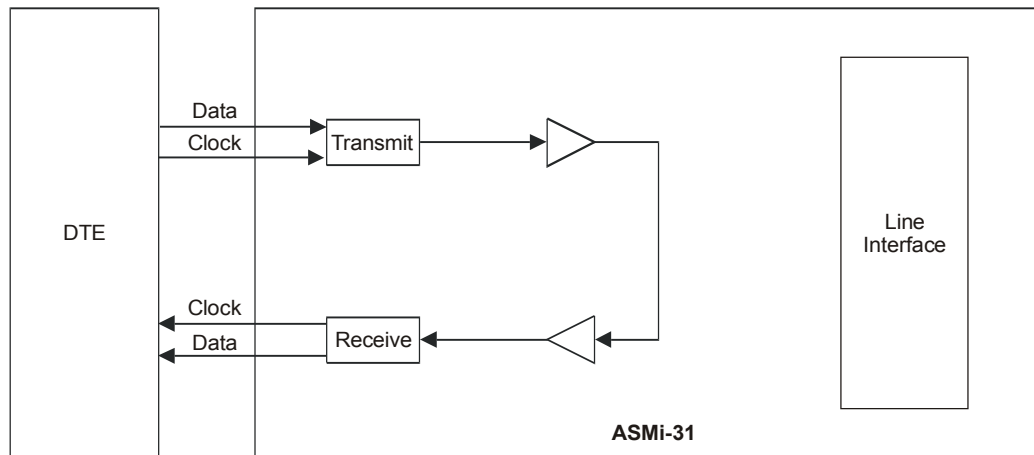 Data
Clock
Transmit
DTE
Line
Interface
Clock
Data
Receive
ASMi-31